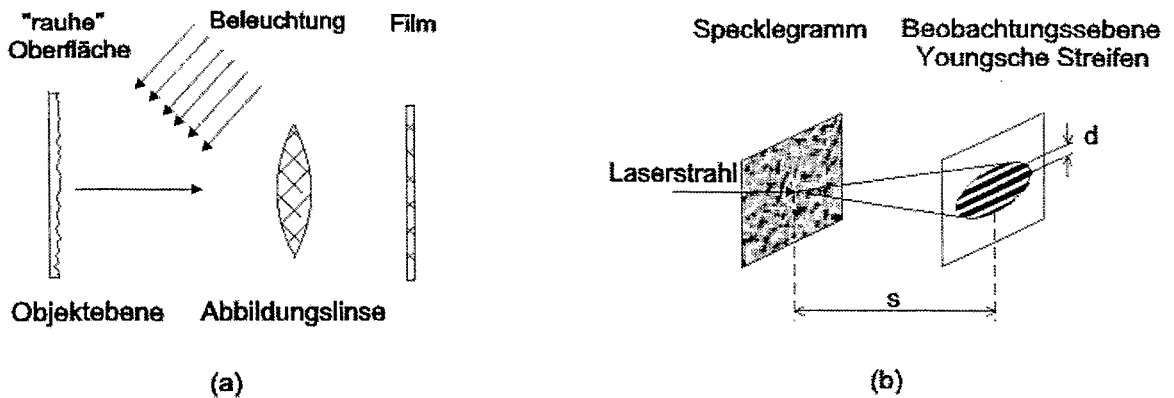 "rauhe"
Oberfläche
Beleuchtung
Film
Objektebene
Abbildungslinse
(a)
Specklegramm
Beobachtungssebene
Youngsche Streifen
d
Laserstrahl
s
(b)